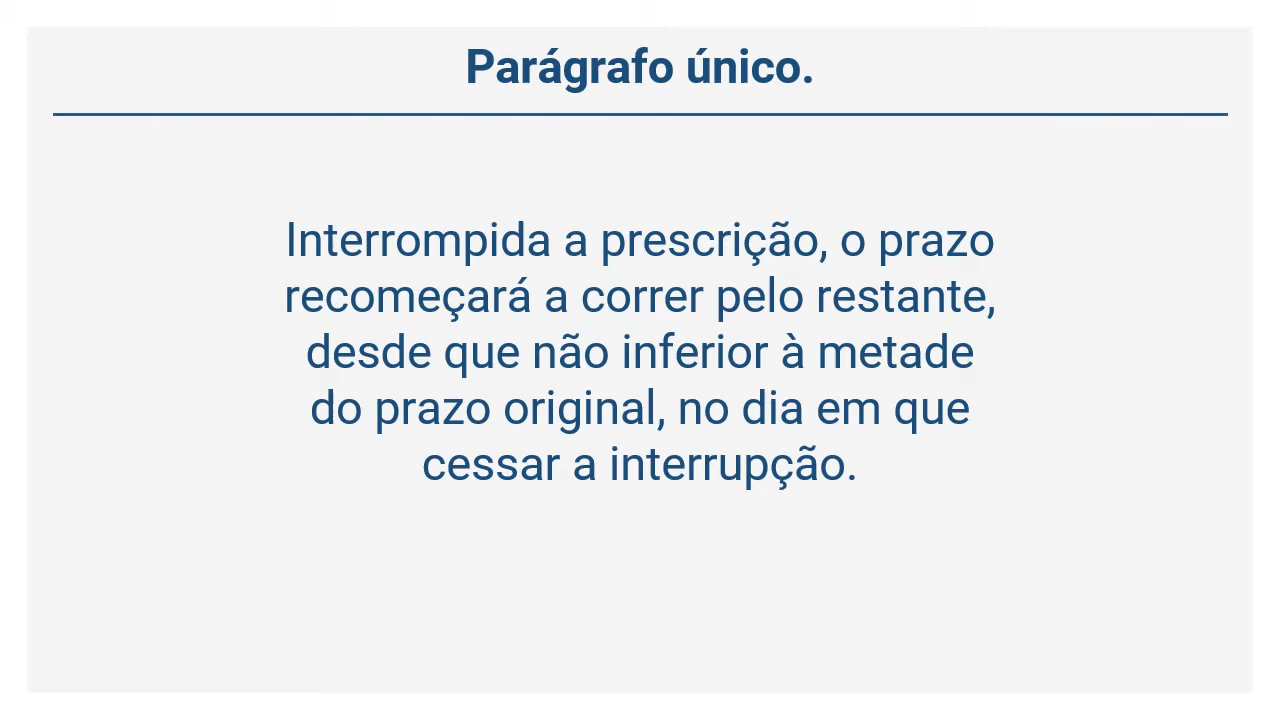 Parágrafo único.
Interrompida a prescrição, o prazo
recomeçará a correr pelo restante,
desde que não inferior à metade
do prazo original, no dia em que
cessar a interrupção.